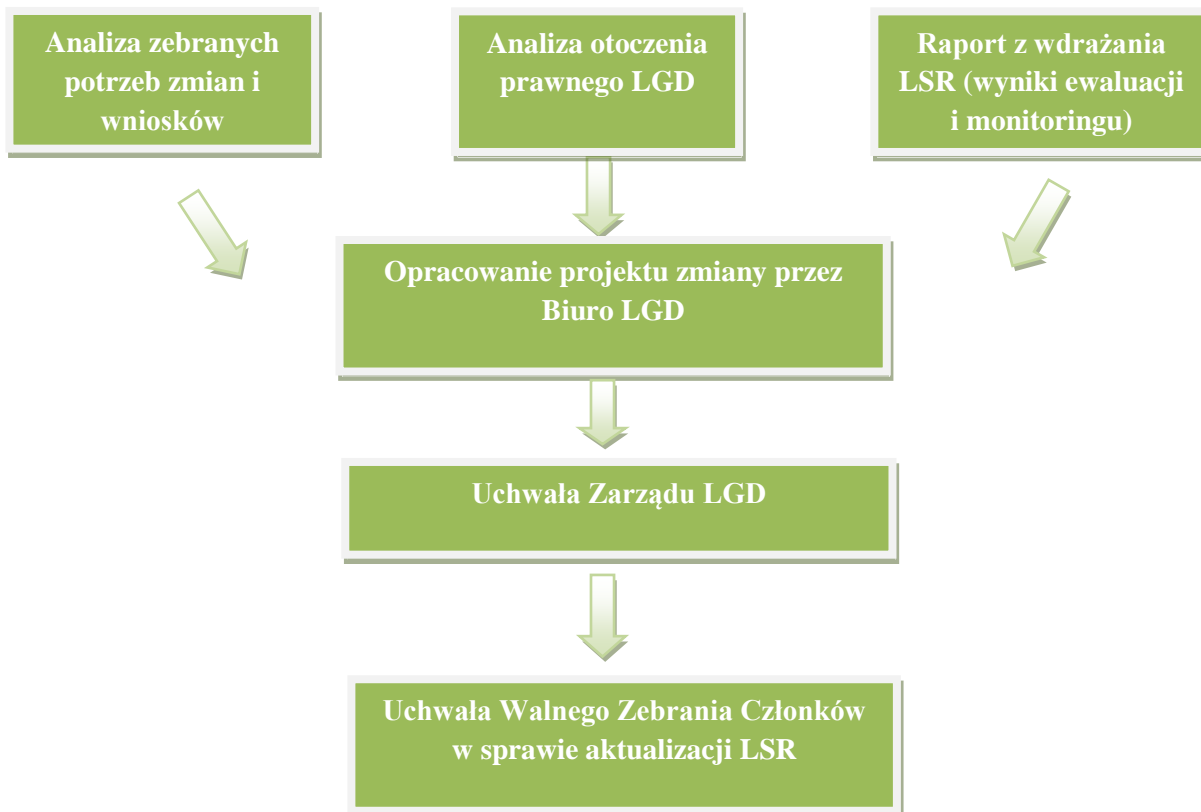 Analiza zebranych
potrzeb zmian i
wniosków
Analiza otoczenia
prawnego LGD
Raport z wdrażania
LSR (wyniki ewaluacji
i monitoringu)
Opracowanie projektu zmiany przez
Biuro LGD
Uchwała Zarządu LGD
Uchwała Walnego Zebrania Członków
w sprawie aktualizacji LSR